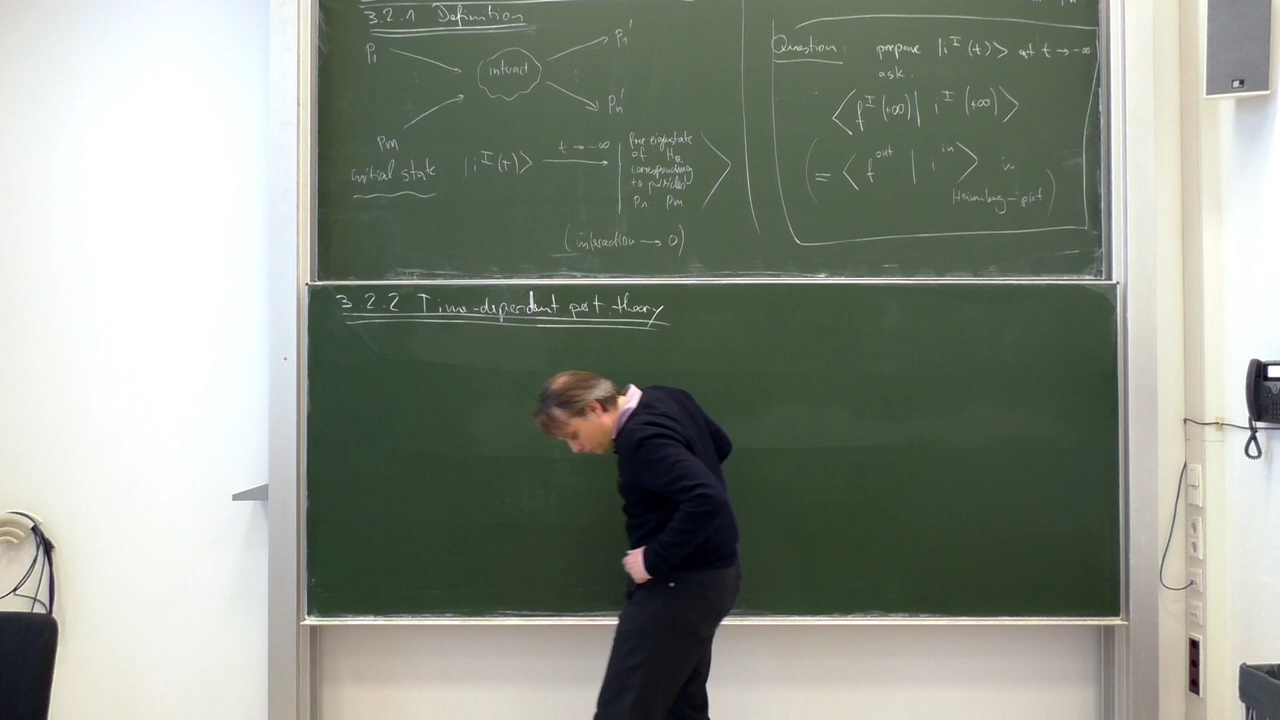 3.2.1 Definition
P1
interact
P1'
Pn'
Pm
initial state |i^I(t)> t → -∞ | free eigenstate of H0 corresponding to particles P1 ... Pm >
(interaction → 0)
Question: prepare |i^I(t)> at t → -∞
ask.
<f^I(+∞)| i^I(+∞)>
(= <f^out | i^in> in
Heisenberg-pict)
3.2.2 Time-dependent pert. theory